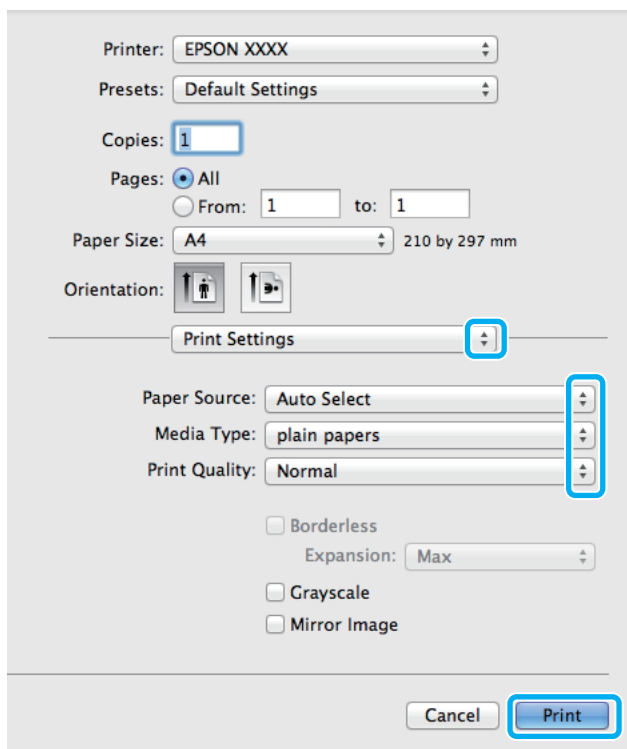 Printer: EPSON XXXX
Presets: Default Settings
Copies: 1
Pages: All
From: 1 to: 1
Paper Size: A4 210 by 297 mm
Orientation:
Print Settings
Paper Source: Auto Select
Media Type: plain papers
Print Quality: Normal
Borderless
Expansion: Max
Grayscale
Mirror Image
Cancel Print